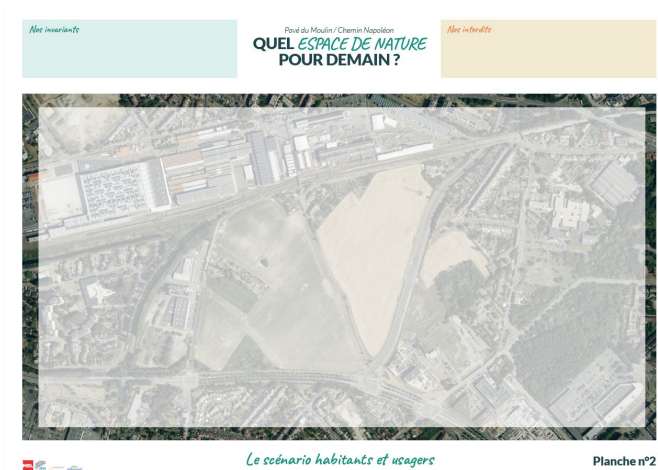 Nos invariants
Pavé du Moulin / Chemin Napoléon
QUEL ESPACE DE NATURE
POUR DEMAIN ?
Nos interdits
Le scénario habitants et usagers
Planche n°2